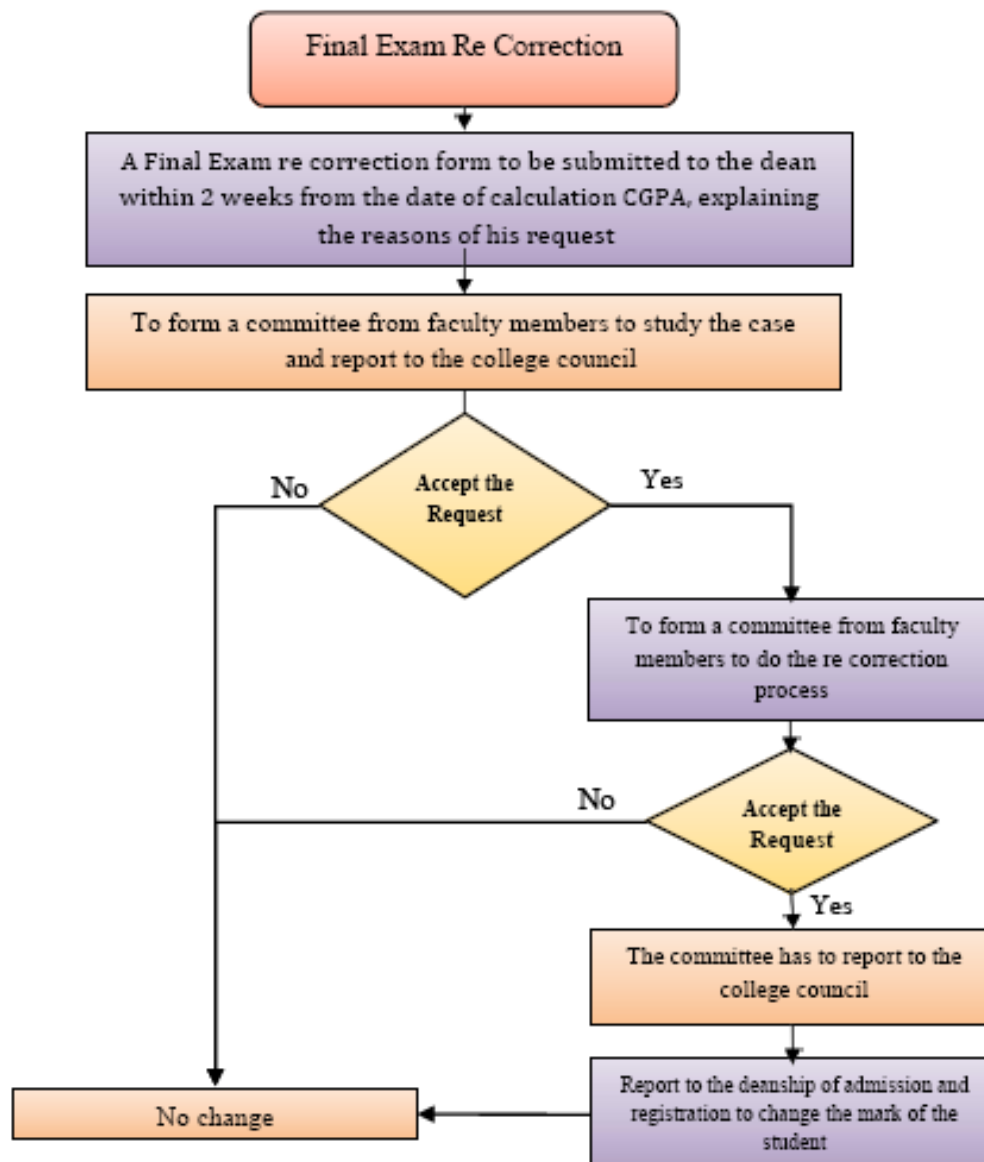 Final Exam Re Correction
A Final Exam re correction form to be submitted to the dean
within 2 weeks from the date of calculation CGPA, explaining
the reasons of his request
To form a committee from faculty members to study the case
and report to the college council
No
Accept the
Request
Yes
To form a committee from faculty
members to do the re correction
process
No
Accept the
Request
Yes
The committee has to report to the
college council
Report to the deanship of admission and
registration to change the mark of the
student
No change